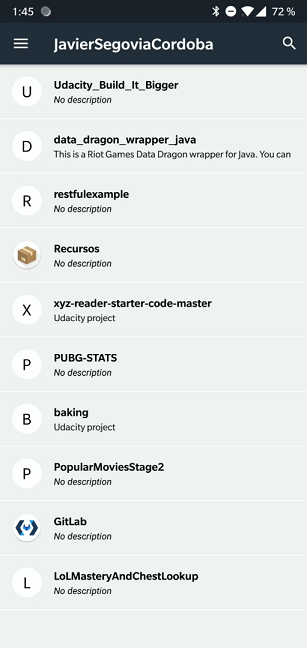 1:45
72 %
JavierSegoviaCordoba
U
Udacity_Build_It_Bigger
No description
D
data_dragon_wrapper_java
This is a Riot Games Data Dragon wrapper for Java. You can
R
restfulexample
No description
Recursos
No description
X
xyz-reader-starter-code-master
Udacity project
P
PUBG-STATS
No description
B
baking
Udacity project
P
PopularMoviesStage2
No description
GitLab
No description
L
LoLMasteryAndChestLookup
No description